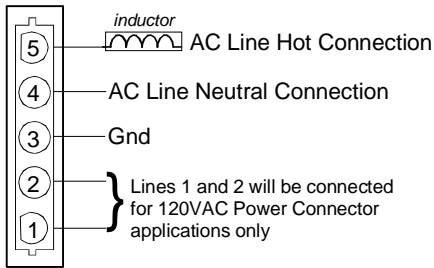 inductor
5 AC Line Hot Connection
4 AC Line Neutral Connection
3 Gnd
2
1
Lines 1 and 2 will be connected
for 120VAC Power Connector
applications only